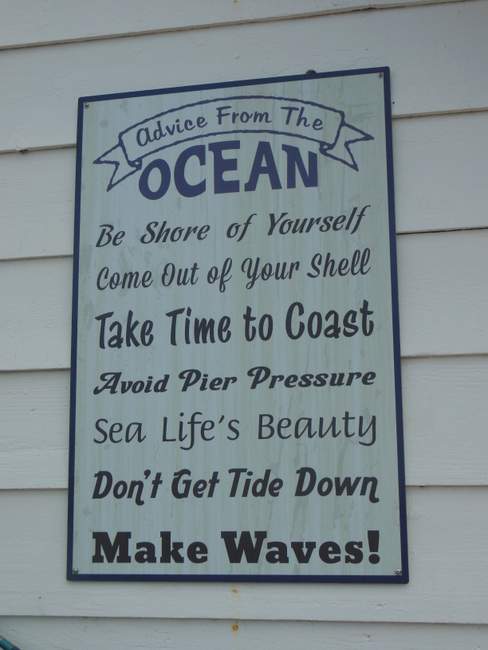 Advice From The
OCEAN
Be Shore of Yourself
Come Out of Your Shell
Take Time to Coast
Avoid Pier Pressure
Sea Life's Beauty
Don't Get Tide Down
Make Waves!